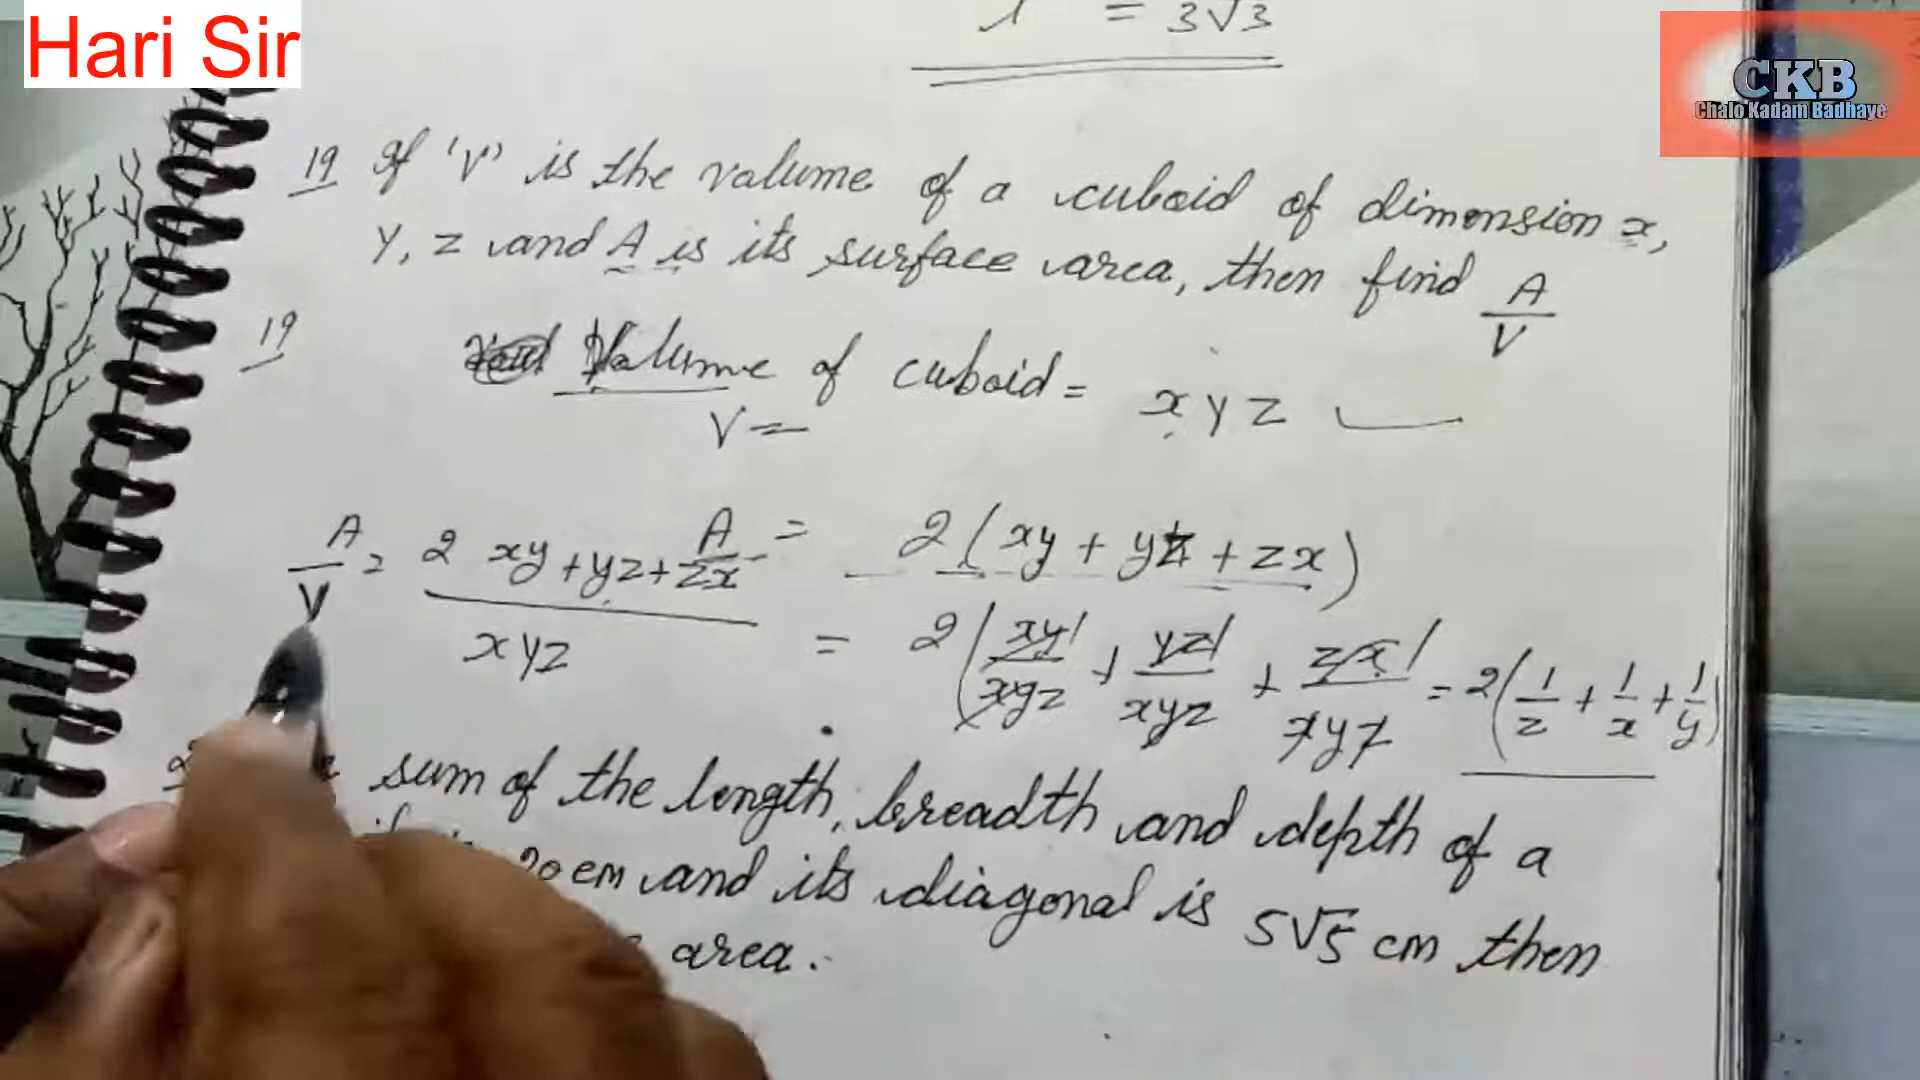 Hari Sir
CKB
Chalo Kadam Badhaye
= 3√3
19 If 'V' is the valume of a cuboid of dimension x,
y, z and A is its surface area, then find A/V
19
Valume of cuboid = xyz
V =
A = 2(xy + yz + zx)
A/V = 2 xy+yz+zx / xyz
= 2(xy/xyz + yz/xyz + zx/xyz) = 2(1/z + 1/x + 1/y)
sum of the length, breadth and depth of a
20 cm and its diagonal is 5√5 cm then
area.